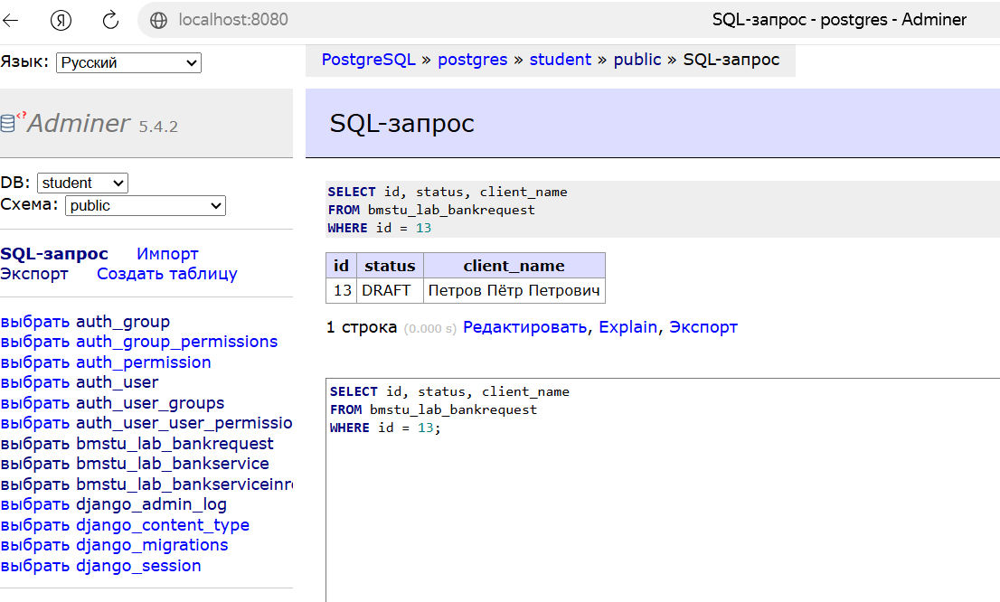 localhost:8080
SQL-запрос - postgres - Adminer
Язык: Русский
PostgreSQL » postgres » student » public » SQL-запрос
Adminer 5.4.2
SQL-запрос
DB: student
Схема: public
SQL-запрос Импорт
Экспорт Создать таблицу
выбрать auth_group
выбрать auth_group_permissions
выбрать auth_permission
выбрать auth_user
выбрать auth_user_groups
выбрать auth_user_user_permissio
выбрать bmstu_lab_bankrequest
выбрать bmstu_lab_bankservice
выбрать bmstu_lab_bankserviceinre
выбрать django_admin_log
выбрать django_content_type
выбрать django_migrations
выбрать django_session
SELECT id, status, client_name
FROM bmstu_lab_bankrequest
WHERE id = 13
id status client_name
13 DRAFT Петров Пётр Петрович
1 строка (0.000 s) Редактировать, Explain, Экспорт
SELECT id, status, client_name
FROM bmstu_lab_bankrequest
WHERE id = 13;